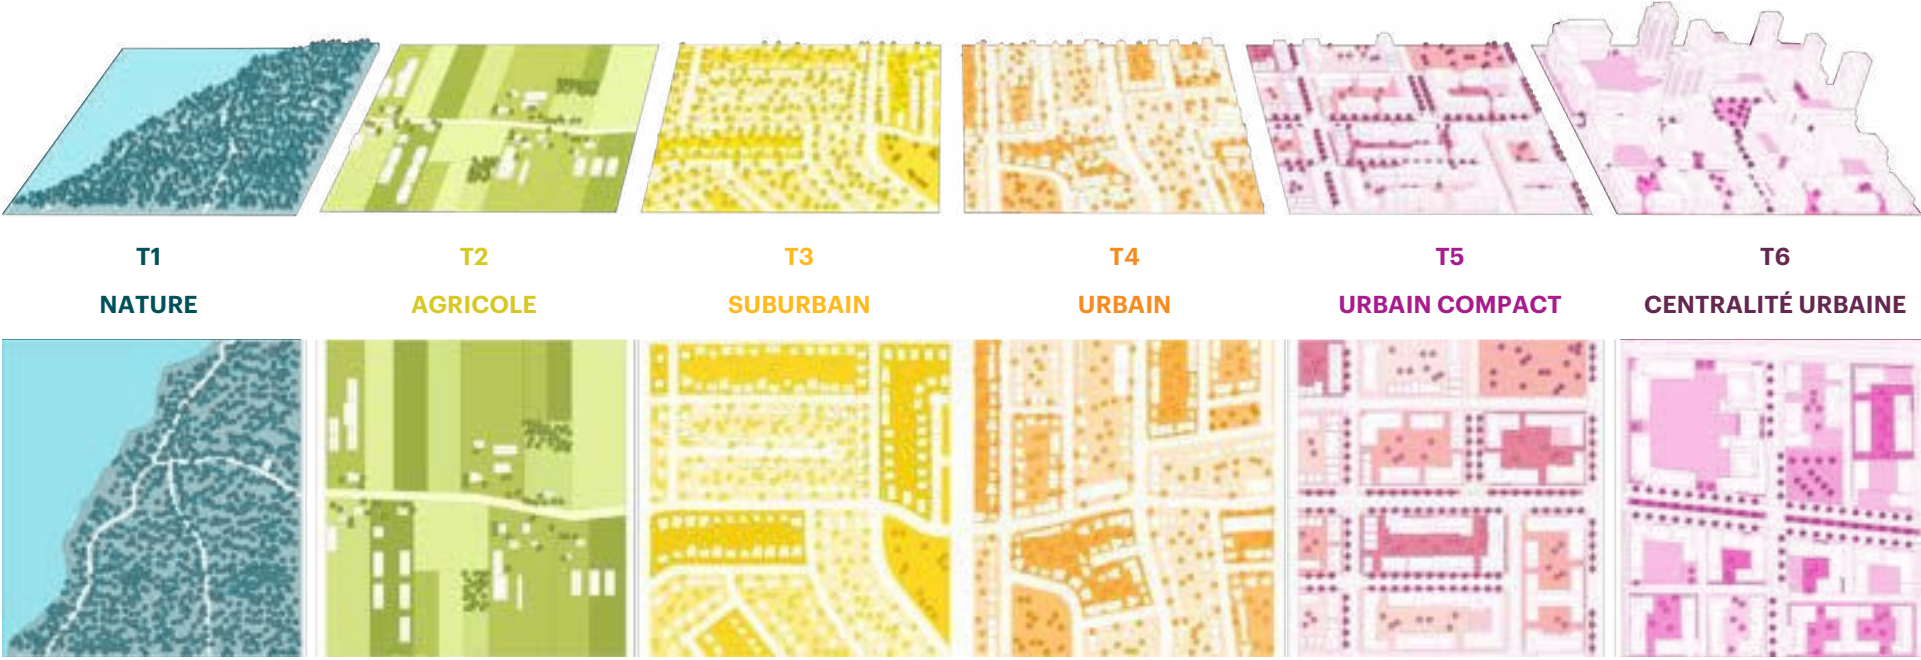 T1
NATURE
T2
AGRICOLE
T3
SUBURBAIN
T4
URBAIN
T5
URBAIN COMPACT
T6
CENTRALITÉ URBAINE